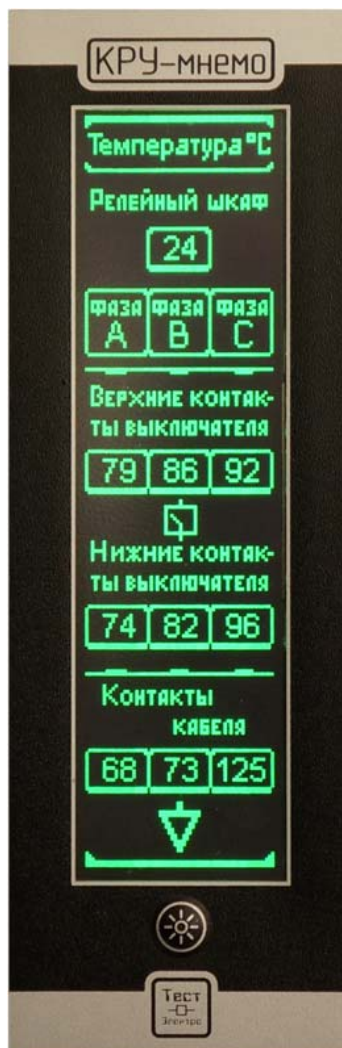 КРУ-мнемо
Температура °C
Релейный шкаф
24
фаза фаза фаза
A B C
Верхние контак-
ты выключателя
79 86 92
Нижние контак-
ты выключателя
74 82 96
Контакты
кабеля
68 73 125
Тест
Электро